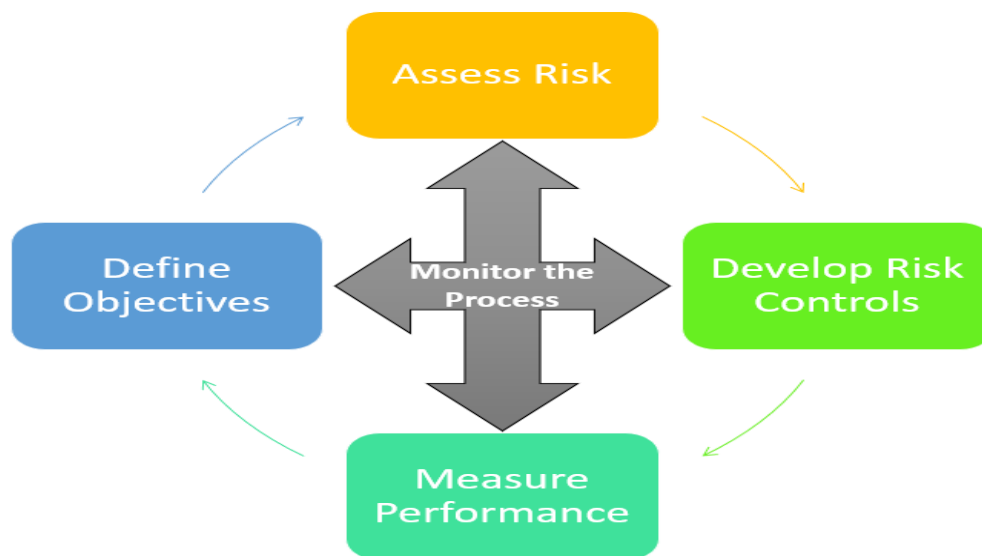 Assess Risk
Define
Objectives
Monitor the
Process
Develop Risk
Controls
Measure
Performance